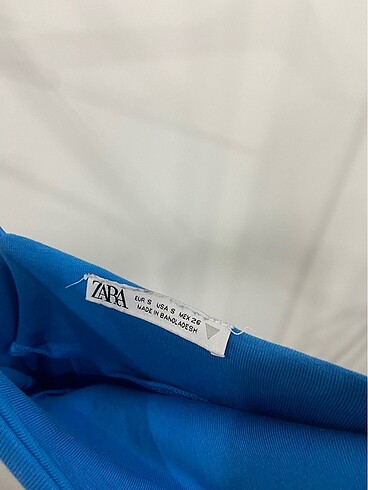 ZARA
EUR S USA S MEX 26
MADE IN BANGLADESH